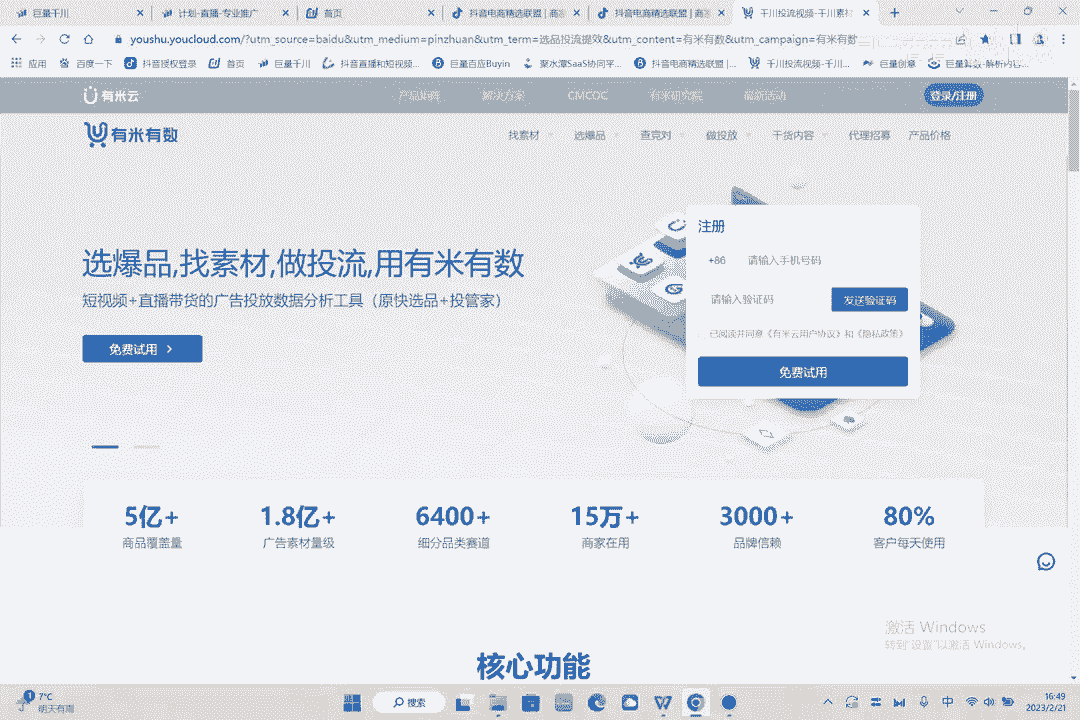 巨量千川
计划-直播-专业推广
首页
抖音电商精选联盟 | 商
抖音电商精选联盟 | 商
千川投流视频-千川素材
youshu.youcloud.com/?utm_source=baidu&utm_medium=pinzhuan&utm_term=选品投流提效&utm_content=有米有数&utm_campaign=有米有数
应用
百度一下
抖音授权登录
首页
巨量千川
抖音直播和短视频...
巨量百应Buyin
聚水潭SaaS协同平...
抖音电商精选联盟 |...
千川投流视频-千川...
巨量创意
巨量算数-解析内容...
有米云
产品矩阵
解决方案
CMCOC
有米研究院
最新活动
登录/注册
有米有数
找素材
选爆品
查竞对
做投放
干货内容
代理招募
产品价格
选爆品,找素材,做投流,用有米有数
短视频+直播带货的广告投放数据分析工具（原快选品+投管家）
免费试用 >
注册
+86 请输入手机号码
请输入验证码
发送验证码
已阅读并同意《有米云用户协议》和《隐私政策》
免费试用
5亿+
商品覆盖量
1.8亿+
广告素材量级
6400+
细分品类赛道
15万+
商家在用
3000+
品牌信赖
80%
客户每天使用
核心功能
激活 Windows
转到"设置"以激活 Windows。
1
7°C
明天有雨
搜索
中
16:49
2023/2/21